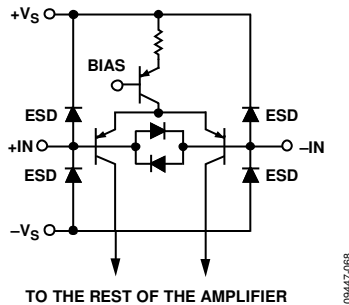 +VS
BIAS
ESD
ESD
+IN
–IN
ESD
ESD
–VS
TO THE REST OF THE AMPLIFIER
09447-068